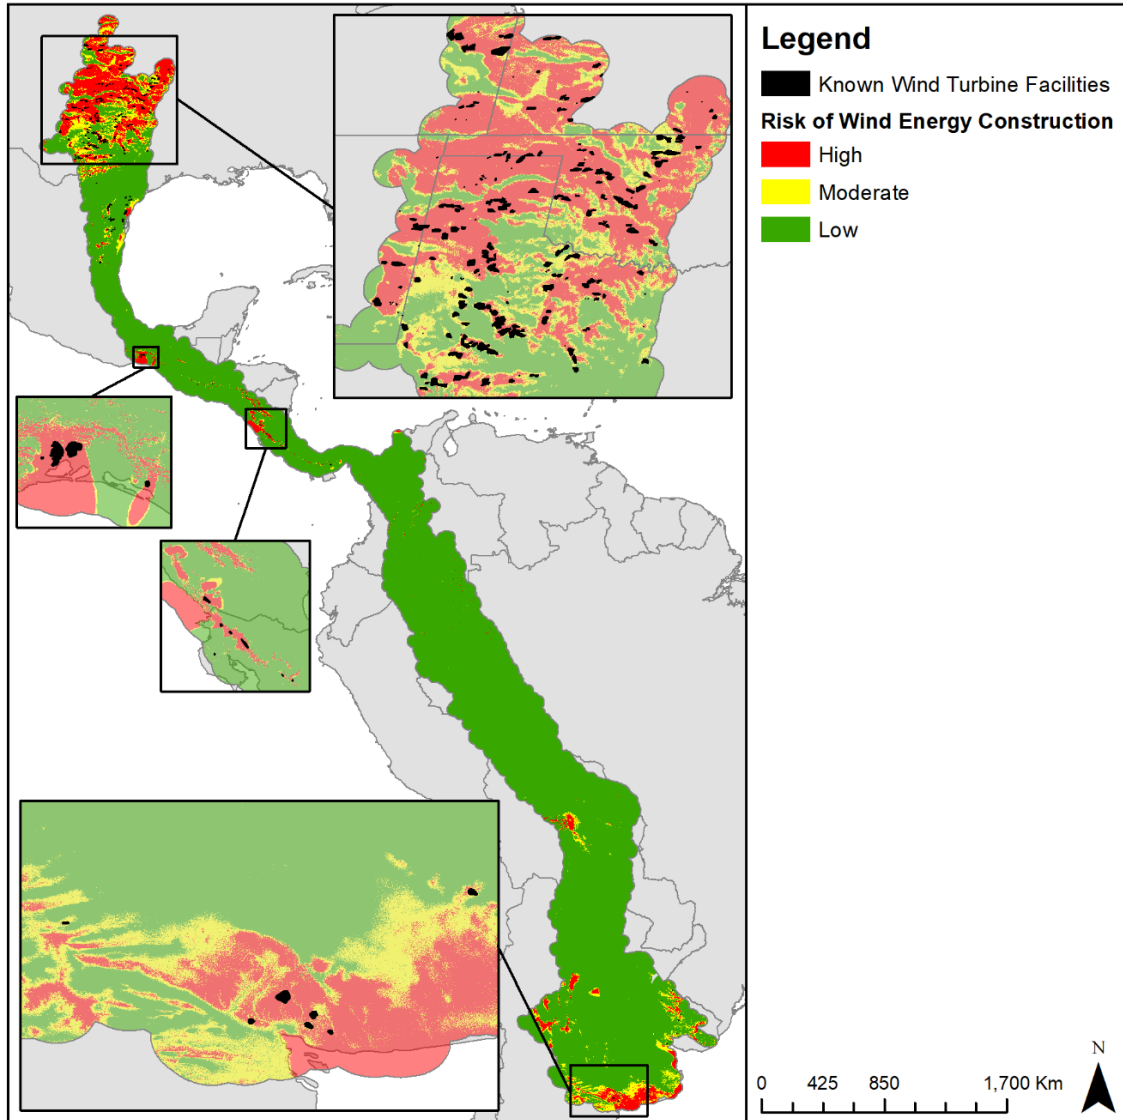 Legend
Known Wind Turbine Facilities
Risk of Wind Energy Construction
High
Moderate
Low
N
0 425 850 1,700 Km